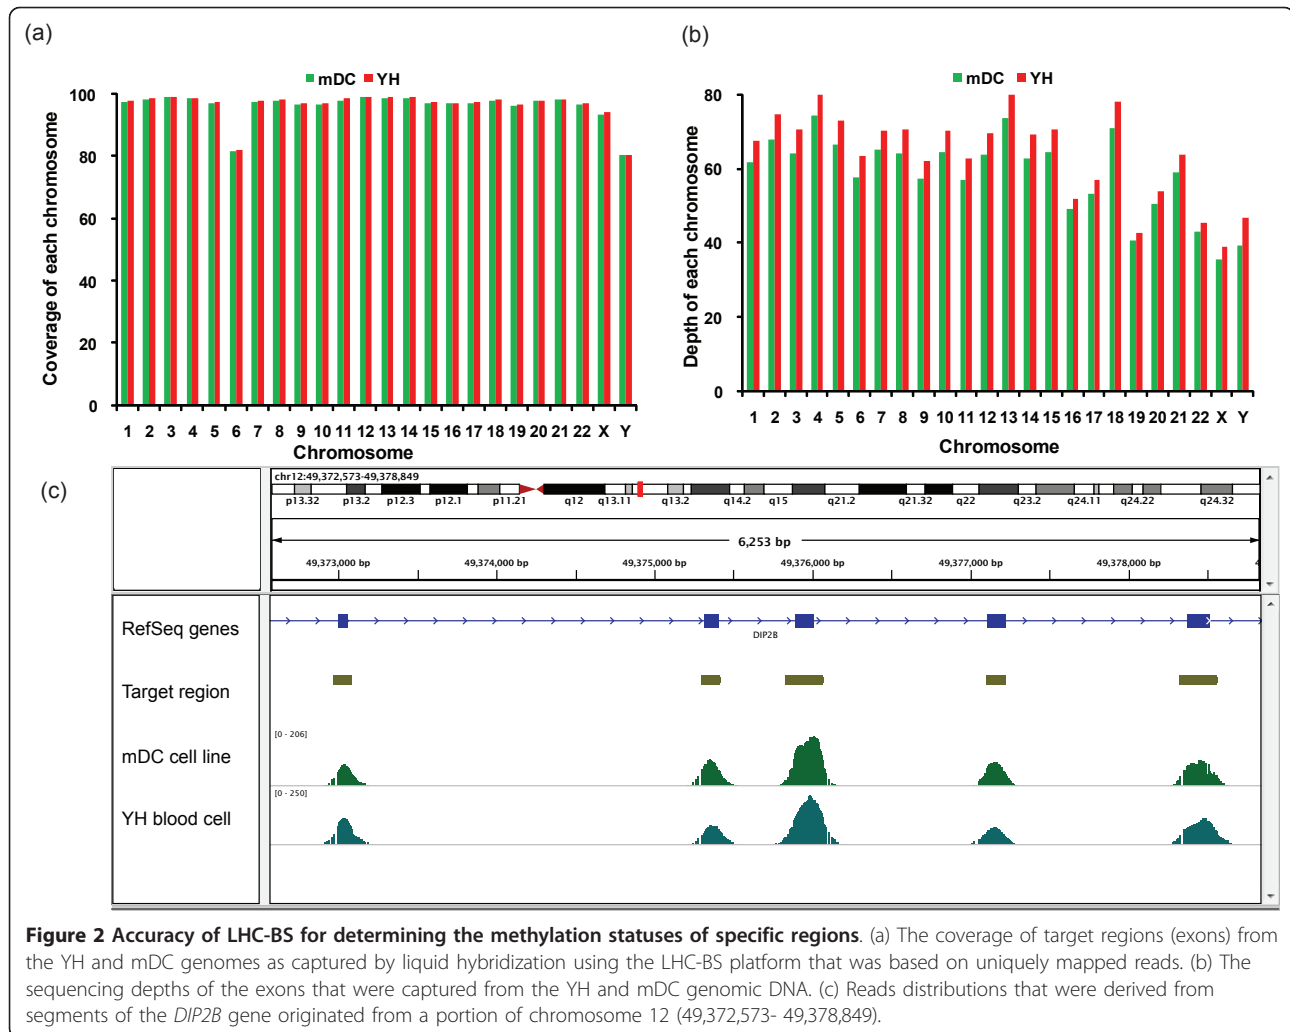 (a)
mDC YH
Coverage of each chromosome
100
80
60
40
20
0
1 2 3 4 5 6 7 8 9 10 11 12 13 14 15 16 17 18 19 20 21 22 X Y
Chromosome
(b)
mDC YH
Depth of each chromosome
80
60
40
20
0
1 2 3 4 5 6 7 8 9 10 11 12 13 14 15 16 17 18 19 20 21 22 X Y
Chromosome
(c)
chr12:49,372,573-49,378,849
p13.32 p13.2 p12.3 p12.1 p11.21 q12 q13.11 q13.2 q14.2 q15 q21.2 q21.32 q22 q23.2 q24.11 q24.22 q24.32
6,253 bp
49,373,000 bp 49,374,000 bp 49,375,000 bp 49,376,000 bp 49,377,000 bp 49,378,000 bp
RefSeq genes
DIP2B
Target region
mDC cell line
[0 - 206]
YH blood cell
[0 - 250]
Figure 2 Accuracy of LHC-BS for determining the methylation statuses of specific regions. (a) The coverage of target regions (exons) from
the YH and mDC genomes as captured by liquid hybridization using the LHC-BS platform that was based on uniquely mapped reads. (b) The
sequencing depths of the exons that were captured from the YH and mDC genomic DNA. (c) Reads distributions that were derived from
segments of the DIP2B gene originated from a portion of chromosome 12 (49,372,573- 49,378,849).